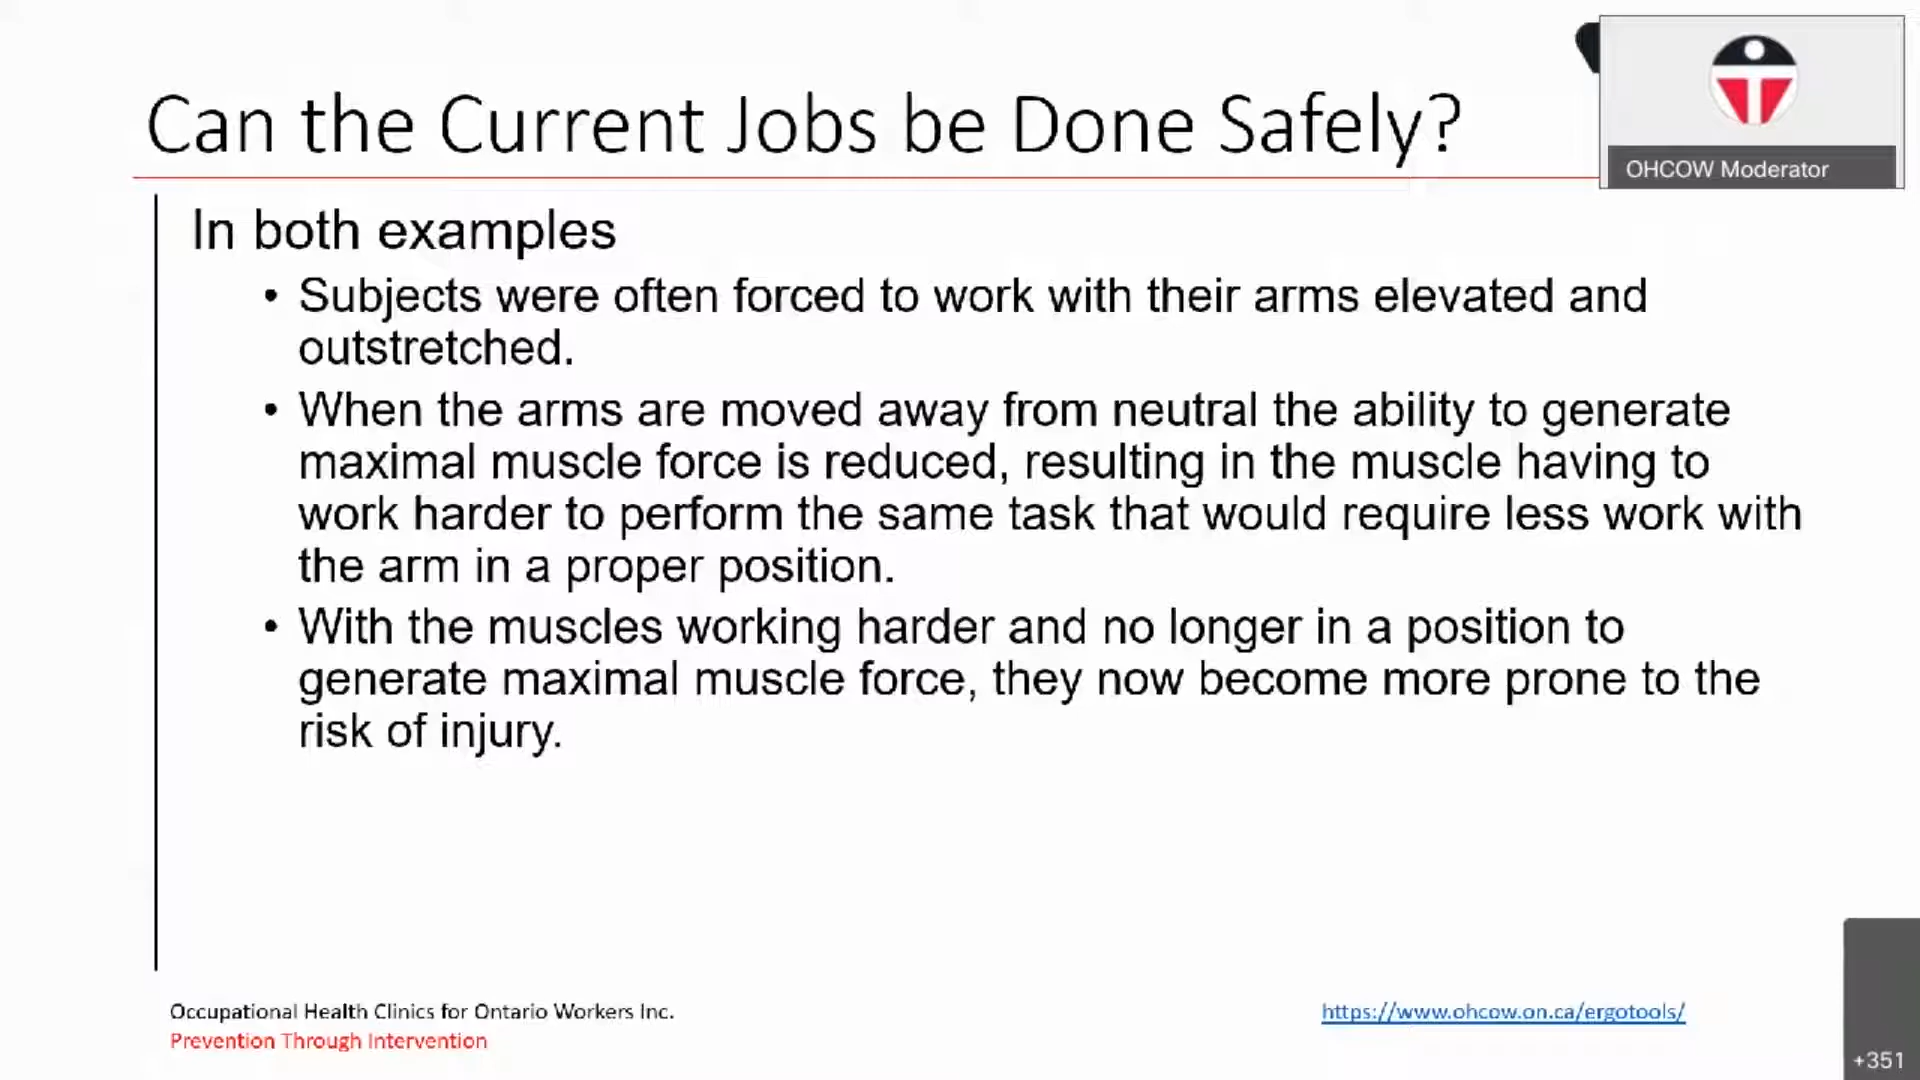 Can the Current Jobs be Done Safely?
OHCOW Moderator
In both examples
• Subjects were often forced to work with their arms elevated and
outstretched.
• When the arms are moved away from neutral the ability to generate
maximal muscle force is reduced, resulting in the muscle having to
work harder to perform the same task that would require less work with
the arm in a proper position.
• With the muscles working harder and no longer in a position to
generate maximal muscle force, they now become more prone to the
risk of injury.
Occupational Health Clinics for Ontario Workers Inc.
Prevention Through Intervention
https://www.ohcow.on.ca/ergotools/
+351